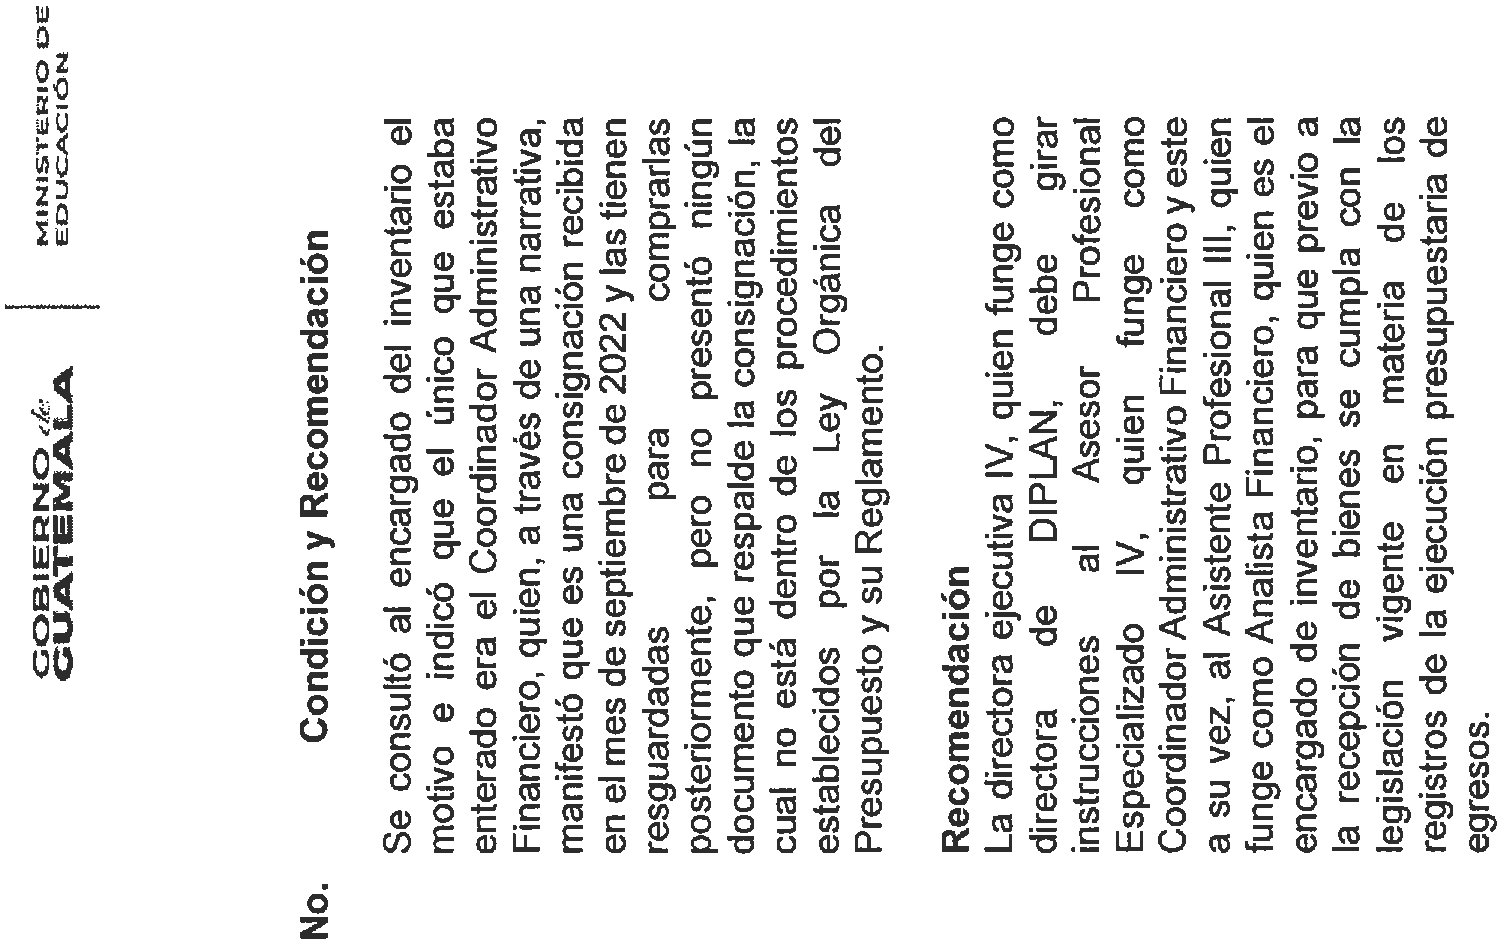 GOBIERNO de
GUATEMALA
MINISTERIO DE
EDUCACIÓN
No. Condición y Recomendación
Se consultó al encargado del inventario el
motivo e indicó que el único que estaba
enterado era el Coordinador Administrativo
Financiero, quien, a través de una narrativa,
manifestó que es una consignación recibida
en el mes de septiembre de 2022 y las tienen
resguardadas para comprarlas
posteriormente, pero no presentó ningún
documento que respalde la consignación, la
cual no está dentro de los procedimientos
establecidos por la Ley Orgánica del
Presupuesto y su Reglamento.
Recomendación
La directora ejecutiva IV, quien funge como
directora de DIPLAN, debe girar
instrucciones al Asesor Profesional
Especializado IV, quien funge como
Coordinador Administrativo Financiero y este
a su vez, al Asistente Profesional III, quien
funge como Analista Financiero, quien es el
encargado de inventario, para que previo a
la recepción de bienes se cumpla con la
legislación vigente en materia de los
registros de la ejecución presupuestaria de
egresos.